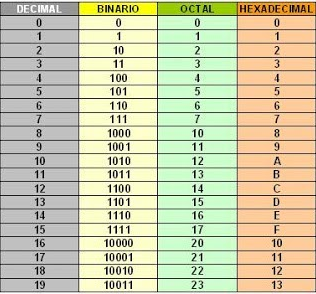 DECIMAL BINARIO OCTAL HEXADECIMAL
0 0 0 0
1 1 1 1
2 10 2 2
3 11 3 3
4 100 4 4
5 101 5 5
6 110 6 6
7 111 7 7
8 1000 10 8
9 1001 11 9
10 1010 12 A
11 1011 13 B
12 1100 14 C
13 1101 15 D
14 1110 16 E
15 1111 17 F
16 10000 20 10
17 10001 21 11
18 10010 22 12
19 10011 23 13